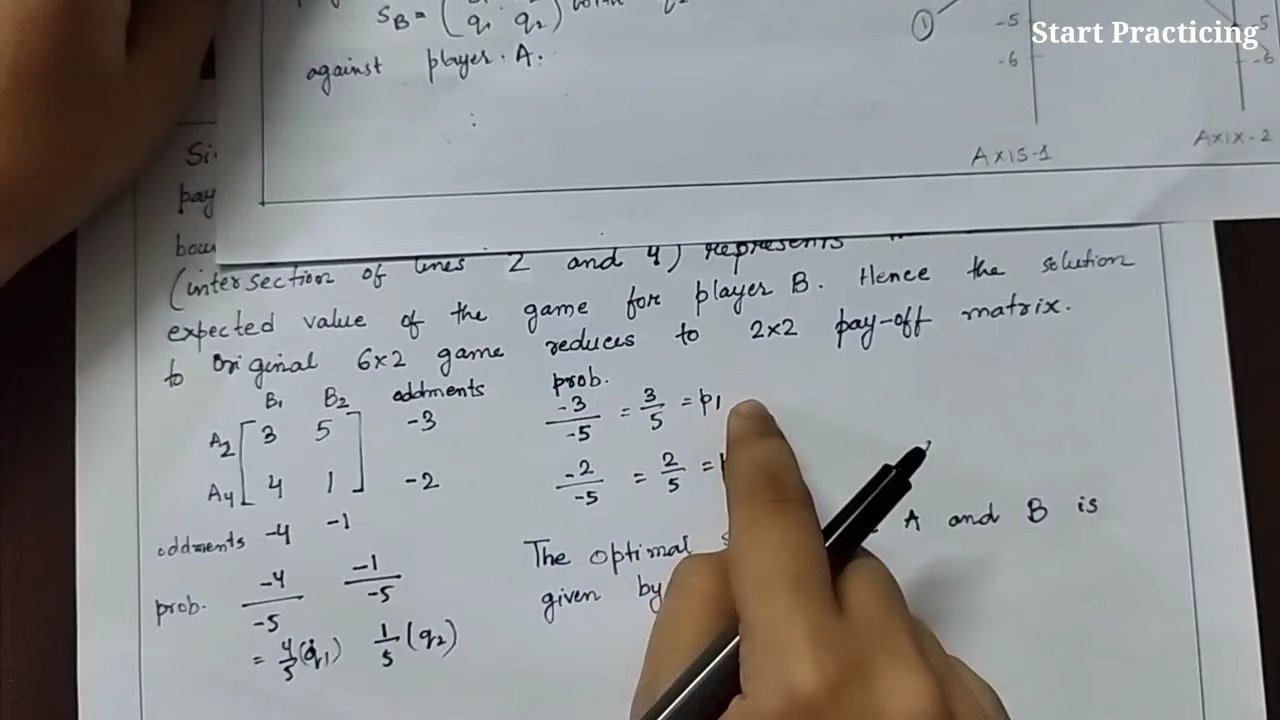 S_B = ( q₁ q₂ )
against player. A.
:
① -5 -5
-6 -6
AXIS-1 AXIX-2
Start Practicing
pay
(intersection of lines 2 and 4) represents
expected value of the game for player B. Hence the solution
to original 6×2 game reduces to 2×2 pay-off matrix.
B₁ B₂ oddments prob.
A₂ [ 3 5 ] -3 -3/-5 = 3/5 = p₁
A₄ [ 4 1 ] -2 -2/-5 = 2/5 =
oddments -4 -1
prob. -4/-5 -1/-5
= 4/5 (q₁) 1/5 (q₂)
The optimal A and B is
given by